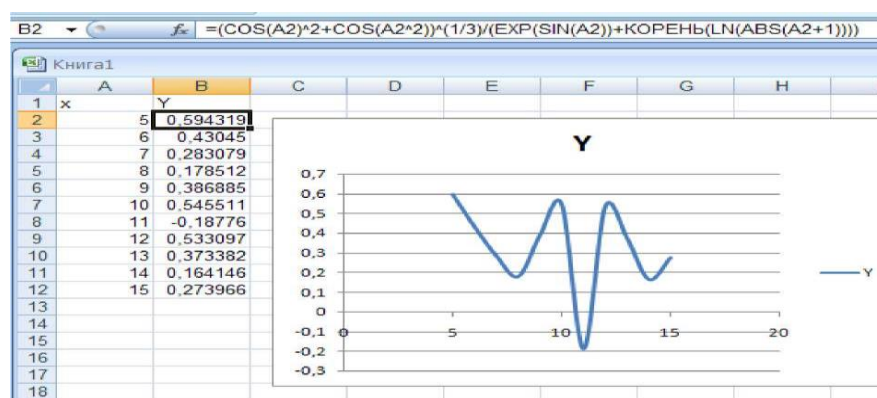 B2 fx =(COS(A2)^2+COS(A2^2))^(1/3)/(EXP(SIN(A2))+КОРЕНЬ(LN(ABS(A2+1))))
Книга1
A B C D E F G H
1 x Y
2 5 0,594319
3 6 0,43045
4 7 0,283079
5 8 0,178512
6 9 0,386885
7 10 0,545511
8 11 -0,18776
9 12 0,533097
10 13 0,373382
11 14 0,164146
12 15 0,273966
13
14
15
16
17
18
Y
0,7
0,6
0,5
0,4
0,3
0,2
0,1
0
-0,1
-0,2
-0,3
0 5 10 15 20
Y